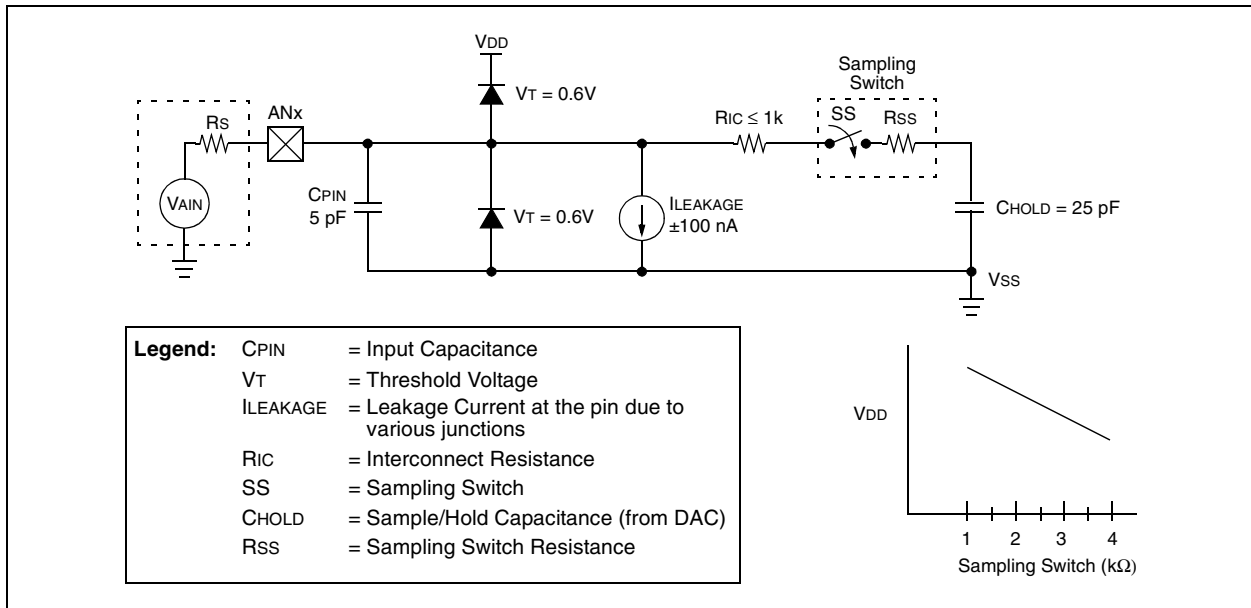 VDD
Sampling
Switch
VT = 0.6V
ANx
RS
RIC ≤ 1k
SS
RSS
VAIN
CPIN
5 pF
VT = 0.6V
ILEAKAGE
±100 nA
CHOLD = 25 pF
VSS
Legend: CPIN = Input Capacitance
VT = Threshold Voltage
ILEAKAGE = Leakage Current at the pin due to
various junctions
RIC = Interconnect Resistance
SS = Sampling Switch
CHOLD = Sample/Hold Capacitance (from DAC)
RSS = Sampling Switch Resistance
VDD
1 2 3 4
Sampling Switch (kΩ)